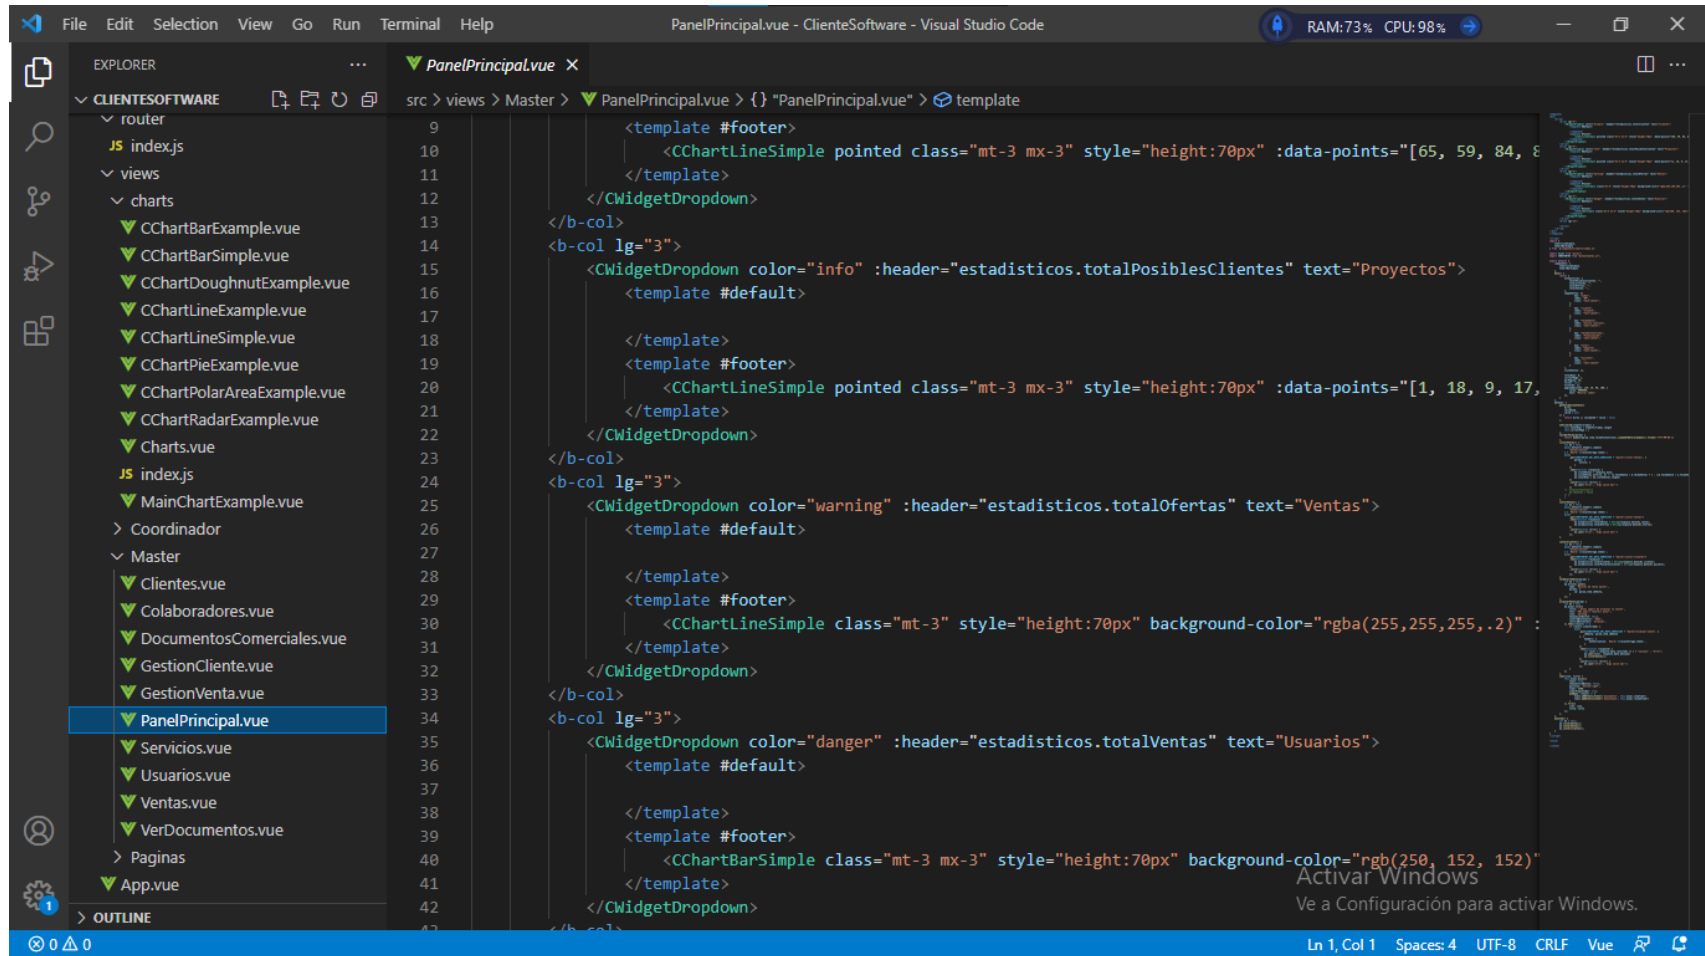 File Edit Selection View Go Run Terminal Help
PanelPrincipal.vue - ClienteSoftware - Visual Studio Code
RAM:73% CPU:98%
EXPLORER
CLIENTESOFTWARE
router
JS index.js
views
charts
CChartBarExample.vue
CChartBarSimple.vue
CChartDoughnutExample.vue
CChartLineExample.vue
CChartLineSimple.vue
CChartPieExample.vue
CChartPolarAreaExample.vue
CChartRadarExample.vue
Charts.vue
JS index.js
MainChartExample.vue
Coordinador
Master
Clientes.vue
Colaboradores.vue
DocumentosComerciales.vue
GestionCliente.vue
GestionVenta.vue
PanelPrincipal.vue
Servicios.vue
Usuarios.vue
Ventas.vue
VerDocumentos.vue
Paginas
App.vue
OUTLINE
PanelPrincipal.vue
src > views > Master > PanelPrincipal.vue > {} "PanelPrincipal.vue" > template
9 <template #footer>
10 <CChartLineSimple pointed class="mt-3 mx-3" style="height:70px" :data-points="[65, 59, 84, 8
11 </template>
12 </CWidgetDropdown>
13 </b-col>
14 <b-col lg="3">
15 <CWidgetDropdown color="info" :header="estadisticos.totalPosiblesClientes" text="Proyectos">
16 <template #default>
17
18 </template>
19 <template #footer>
20 <CChartLineSimple pointed class="mt-3 mx-3" style="height:70px" :data-points="[1, 18, 9, 17,
21 </template>
22 </CWidgetDropdown>
23 </b-col>
24 <b-col lg="3">
25 <CWidgetDropdown color="warning" :header="estadisticos.totalOfertas" text="Ventas">
26 <template #default>
27
28 </template>
29 <template #footer>
30 <CChartLineSimple class="mt-3" style="height:70px" background-color="rgba(255,255,255,.2)" :
31 </template>
32 </CWidgetDropdown>
33 </b-col>
34 <b-col lg="3">
35 <CWidgetDropdown color="danger" :header="estadisticos.totalVentas" text="Usuarios">
36 <template #default>
37
38 </template>
39 <template #footer>
40 <CChartBarSimple class="mt-3 mx-3" style="height:70px" background-color="rgb(250, 152, 152)"
41 </template>
42 </CWidgetDropdown>
43 </b-col>
Activar Windows
Ve a Configuración para activar Windows.
1
0 0
Ln 1, Col 1 Spaces: 4 UTF-8 CRLF Vue